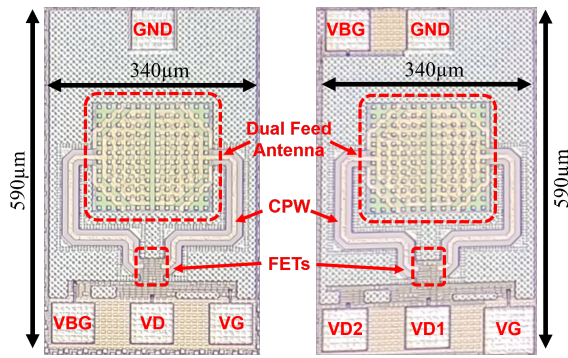 GND
340µm
590µm
VBG
VD
VG
Dual Feed
Antenna
CPW
FETs
VBG
GND
340µm
590µm
VD2
VD1
VG